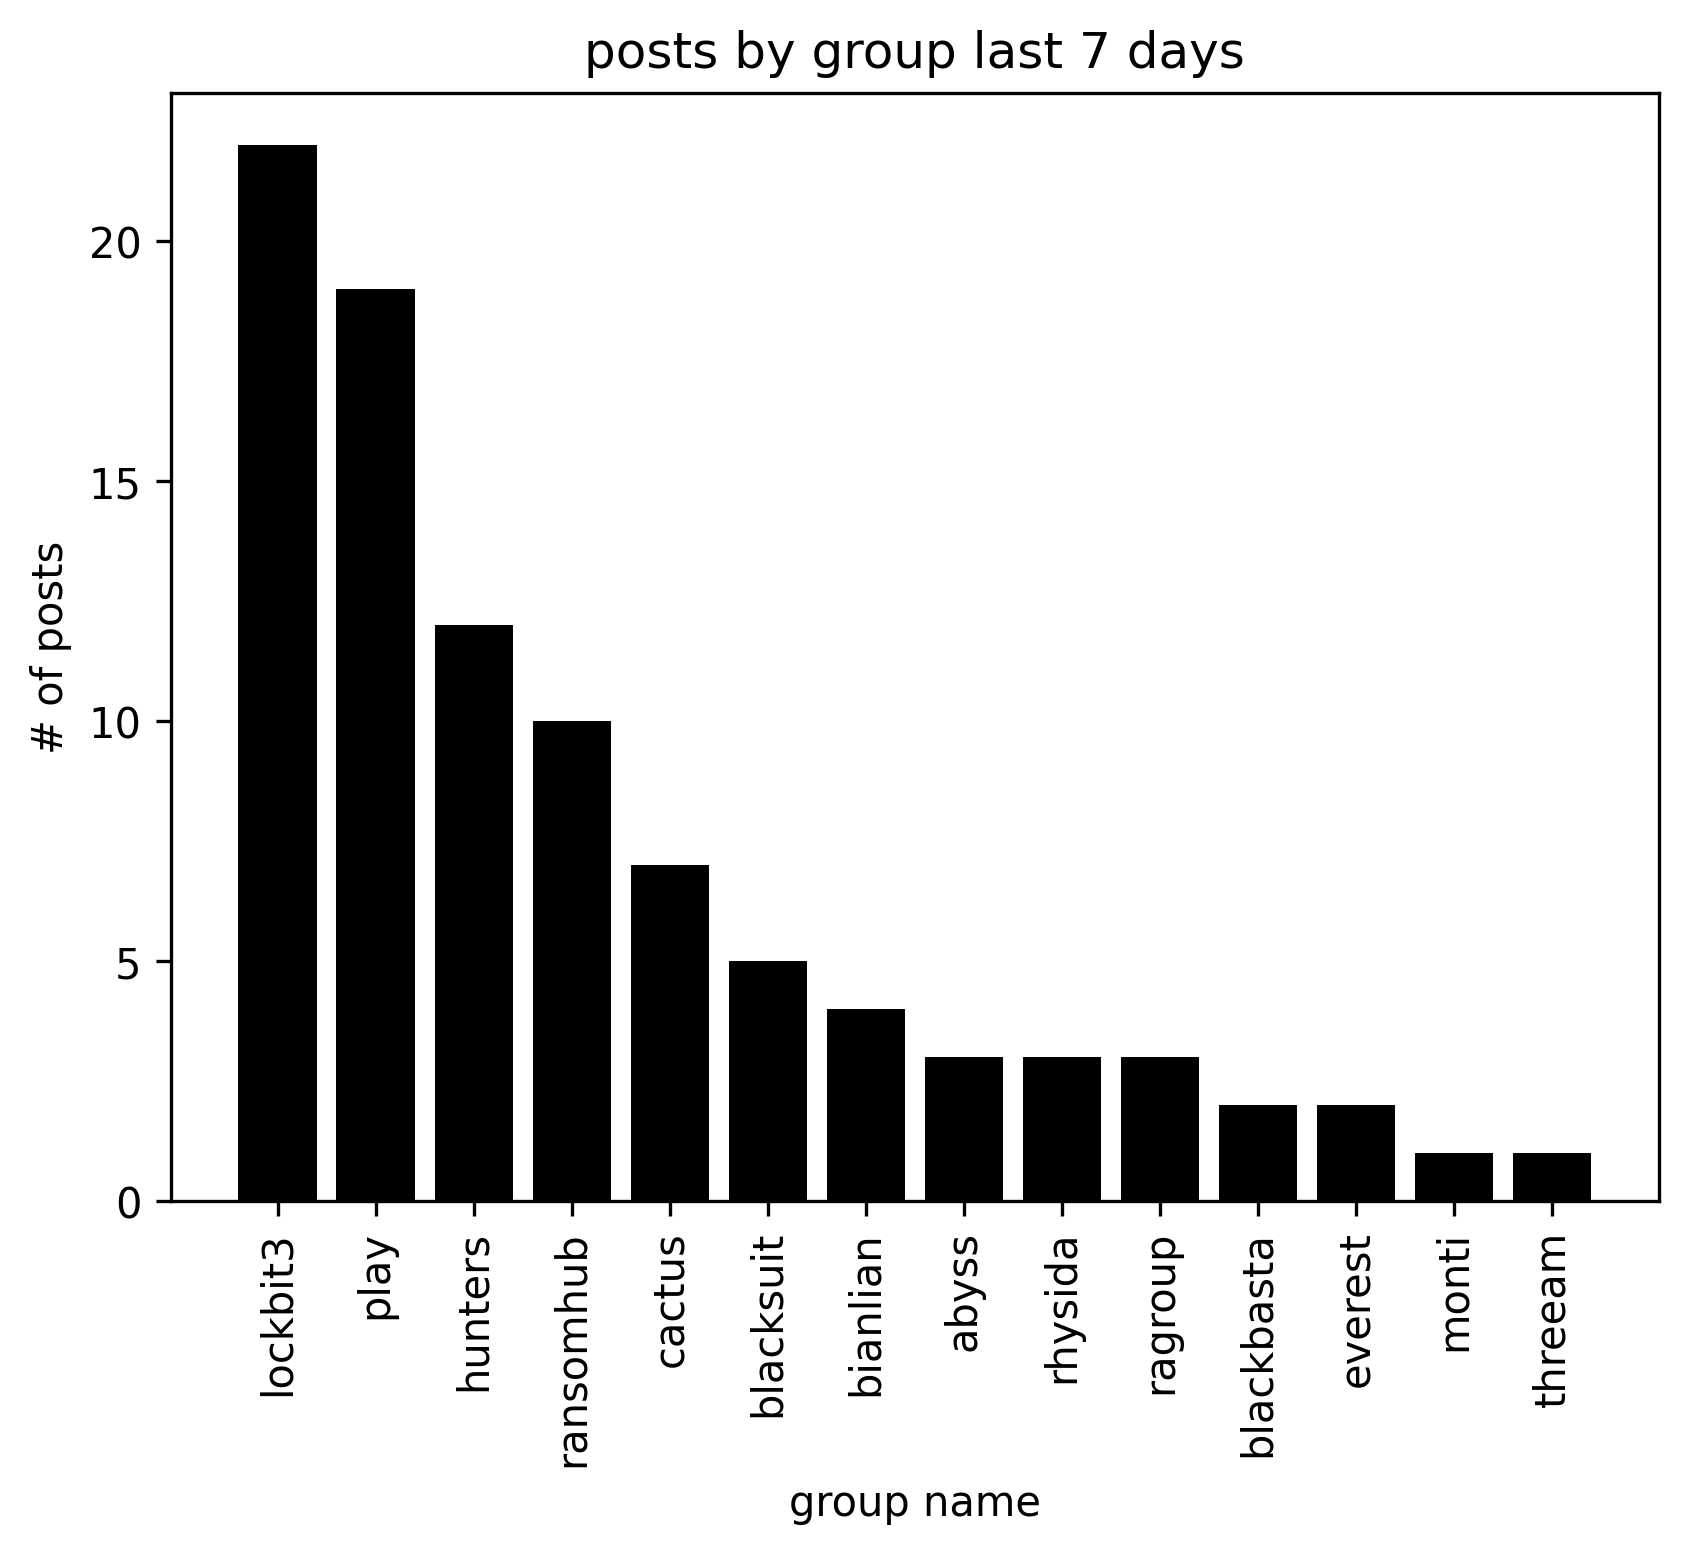 posts by group last 7 days
# of posts
20
15
10
5
0
lockbit3
play
hunters
ransomhub
cactus
blacksuit
bianlian
abyss
rhysida
ragroup
blackbasta
everest
monti
threeam
group name